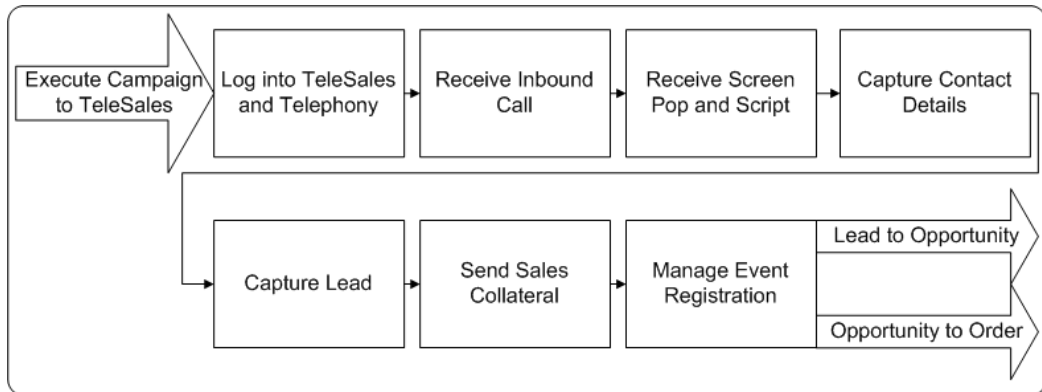 Execute Campaign
to TeleSales
Log into TeleSales
and Telephony
Receive Inbound
Call
Receive Screen
Pop and Script
Capture Contact
Details
Capture Lead
Send Sales
Collateral
Manage Event
Registration
Lead to Opportunity
Opportunity to Order